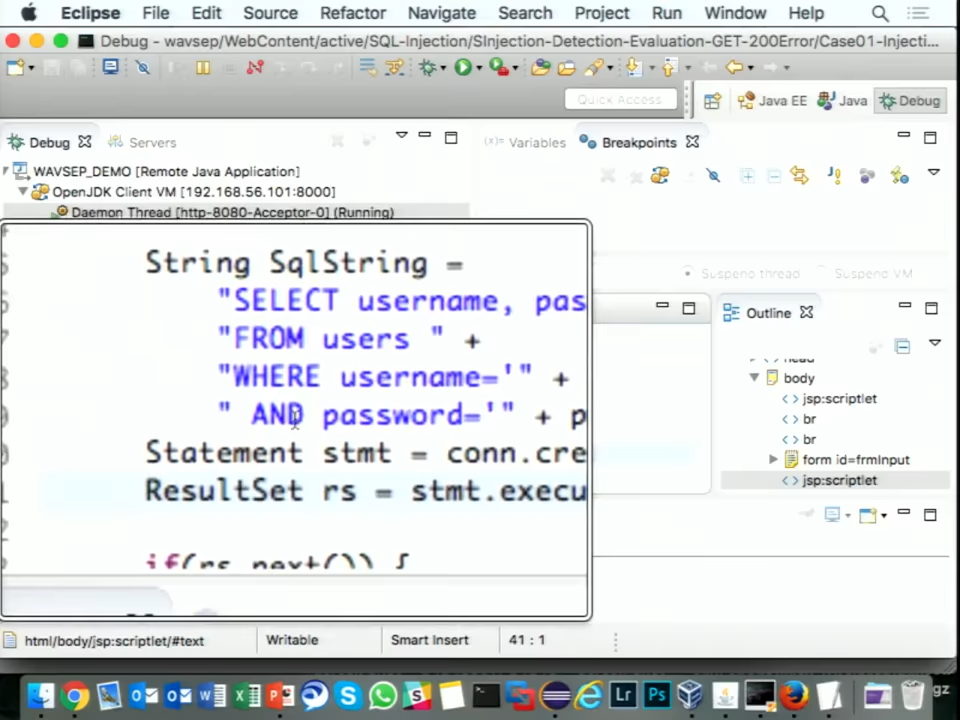 Eclipse File Edit Source Refactor Navigate Search Project Run Window Help
Debug - wavsep/WebContent/active/SQL-Injection/SInjection-Detection-Evaluation-GET-200Error/Case01-Injecti...
Quick Access
Java EE Java Debug
Debug Servers
(x)= Variables Breakpoints
WAVSEP_DEMO [Remote Java Application]
OpenJDK Client VM [192.168.56.101:8000]
Daemon Thread [http-8080-Acceptor-0] (Running)
Suspend thread Suspend VM
Outline
body
jsp:scriptlet
br
br
form id=frmInput
jsp:scriptlet
String SqlString =
"SELECT username, pas
"FROM users " +
"WHERE username='" +
" AND password='" + p
Statement stmt = conn.cre
ResultSet rs = stmt.execu
if(rs.next()) {
html/body/jsp:scriptlet/#text Writable Smart Insert 41 : 1